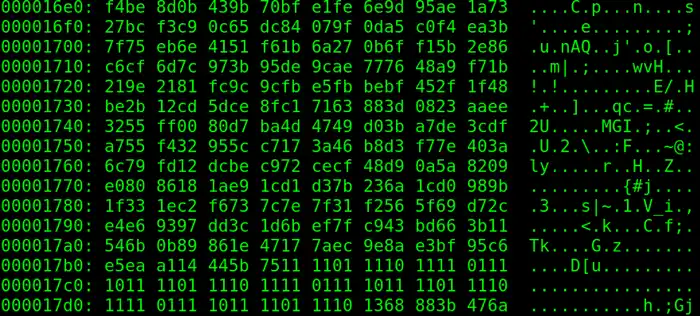 000016e0: f4be 8d0b 439b 70bf e1fe 6e9d 95ae 1a73 ....C.p...n....s
000016f0: 27bc f3c9 0c65 dc84 079f 0da5 c0f4 ea3b '....e.........;
00001700: 7f75 eb6e 4151 f61b 6a27 0b6f f15b 2e86 .u.nAQ..j'.o.[..
00001710: c6cf 6d7c 973b 95de 9cae 7776 48a9 f71b ..m|.;....wvH...
00001720: 219e 2181 fc9c 9cfb e5fb bebf 452f 1f48 !.!.........E/.H
00001730: be2b 12cd 5dce 8fc1 7163 883d 0823 aaee .+..]...qc.=.#..
00001740: 3255 ff00 80d7 ba4d 4749 d03b a7de 3cdf 2U.....MGI.;..<.
00001750: a755 f432 955c c717 3a46 b8d3 f77e 403a .U.2.\..:F...~@:
00001760: 6c79 fd12 dcbe c972 cecf 48d9 0a5a 8209 ly.....r..H..Z..
00001770: e080 8618 1ae9 1cd1 d37b 236a 1cd0 989b .........{#j....
00001780: 1f33 1ec2 f673 7c7e 7f31 f256 5f69 d72c .3...s|~.1.V_i.,
00001790: e4e6 9397 dd3c 1d6b ef7f c943 bd66 3b11 .....<.k...C.f;.
000017a0: 546b 0b89 861e 4717 7aec 9e8a e3bf 95c6 Tk....G.z.......
000017b0: e5ea a114 445b 7511 1101 1110 1111 0111 ....D[u.........
000017c0: 1011 1101 1110 1111 0111 1011 1101 1110 ................
000017d0: 1111 0111 1011 1101 1110 1368 883b 476a ...........h.;Gj